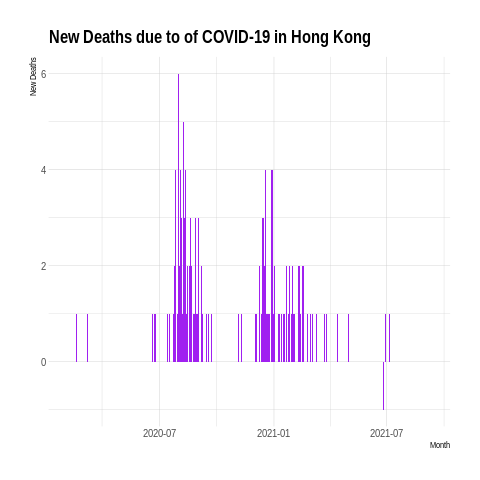 New Deaths due to of COVID-19 in Hong Kong
New Deaths
6
4
2
0
2020-07
2021-01
2021-07
Month